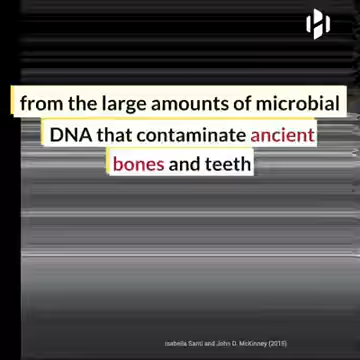 from the large amounts of microbial
DNA that contaminate ancient
bones and teeth
Isabella Santi and John D. McKinney (2015)